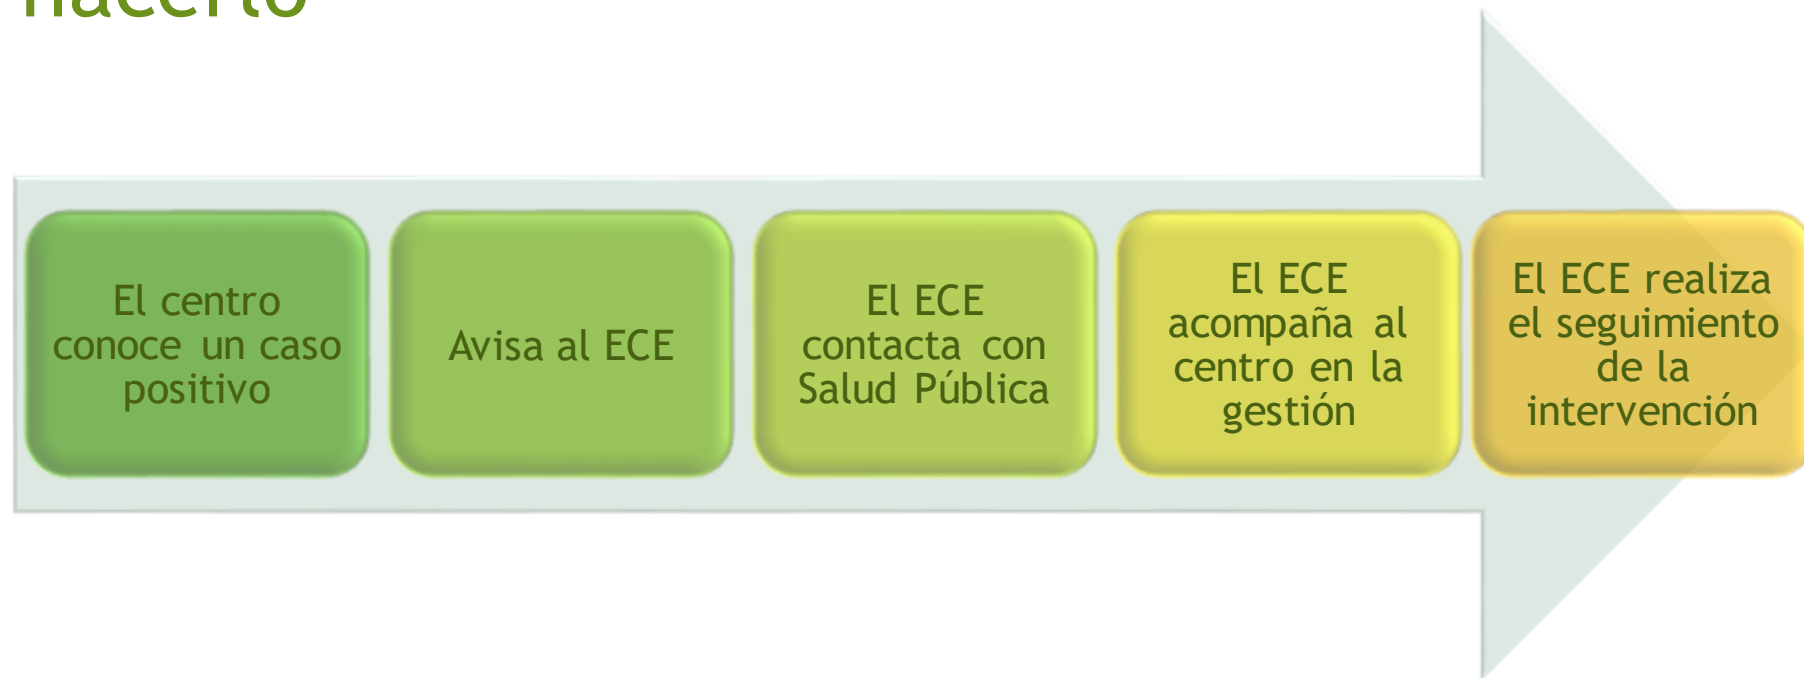 hacerlo
El centro
conoce un caso
positivo
Avisa al ECE
El ECE
contacta con
Salud Pública
El ECE
acompaña al
centro en la
gestión
El ECE realiza
el seguimiento
de la
intervención